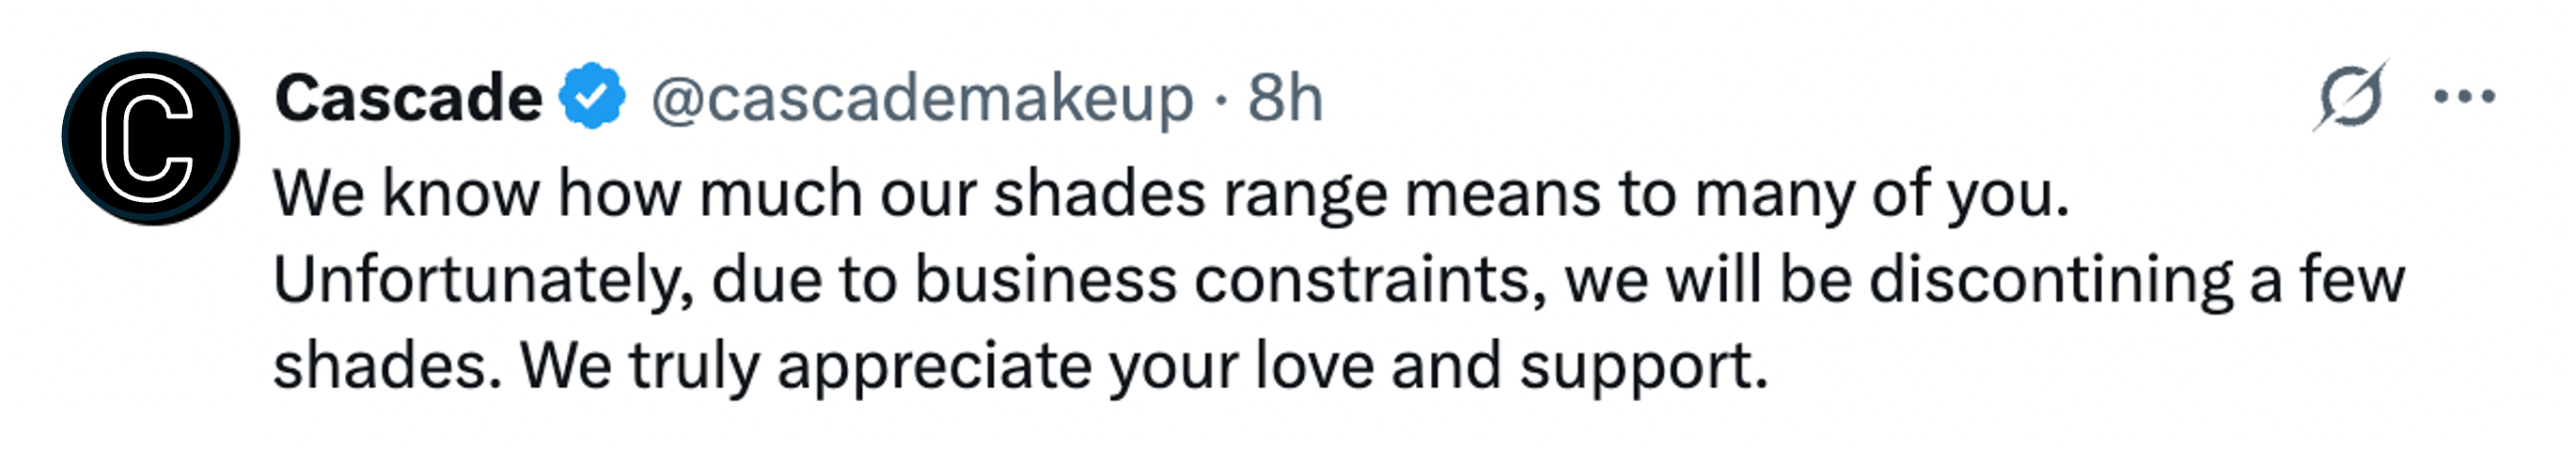 C
Cascade @cascademakeup · 8h
We know how much our shades range means to many of you.
Unfortunately, due to business constraints, we will be discontining a few
shades. We truly appreciate your love and support.